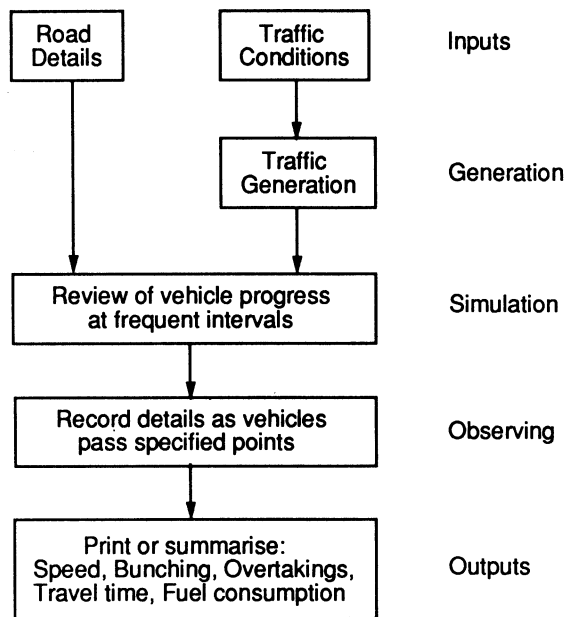 Road
Details
Traffic
Conditions
Inputs
Traffic
Generation
Generation
Review of vehicle progress
at frequent intervals
Simulation
Record details as vehicles
pass specified points
Observing
Print or summarise:
Speed, Bunching, Overtakings,
Travel time, Fuel consumption
Outputs